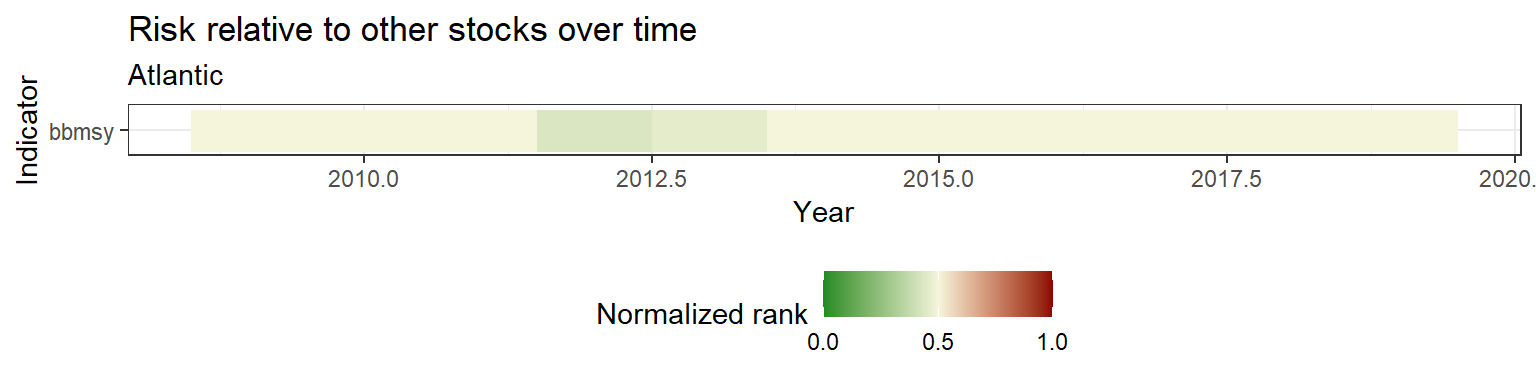 Risk relative to other stocks over time
Atlantic
Indicator
bbmsy
2010.0 2012.5 2015.0 2017.5 2020.
Year
Normalized rank
0.0 0.5 1.0